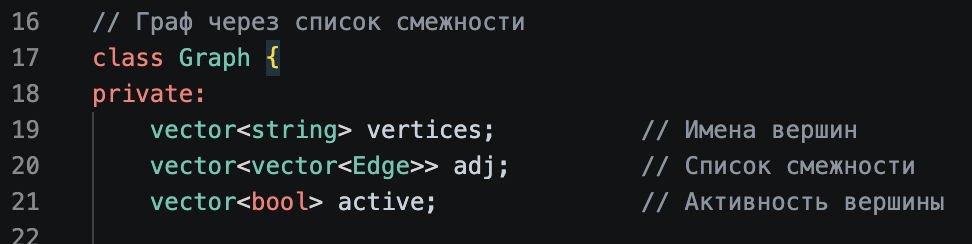 16 // Граф через список смежности
17 class Graph {
18 private:
19 vector<string> vertices; // Имена вершин
20 vector<vector<Edge>> adj; // Список смежности
21 vector<bool> active; // Активность вершины
22